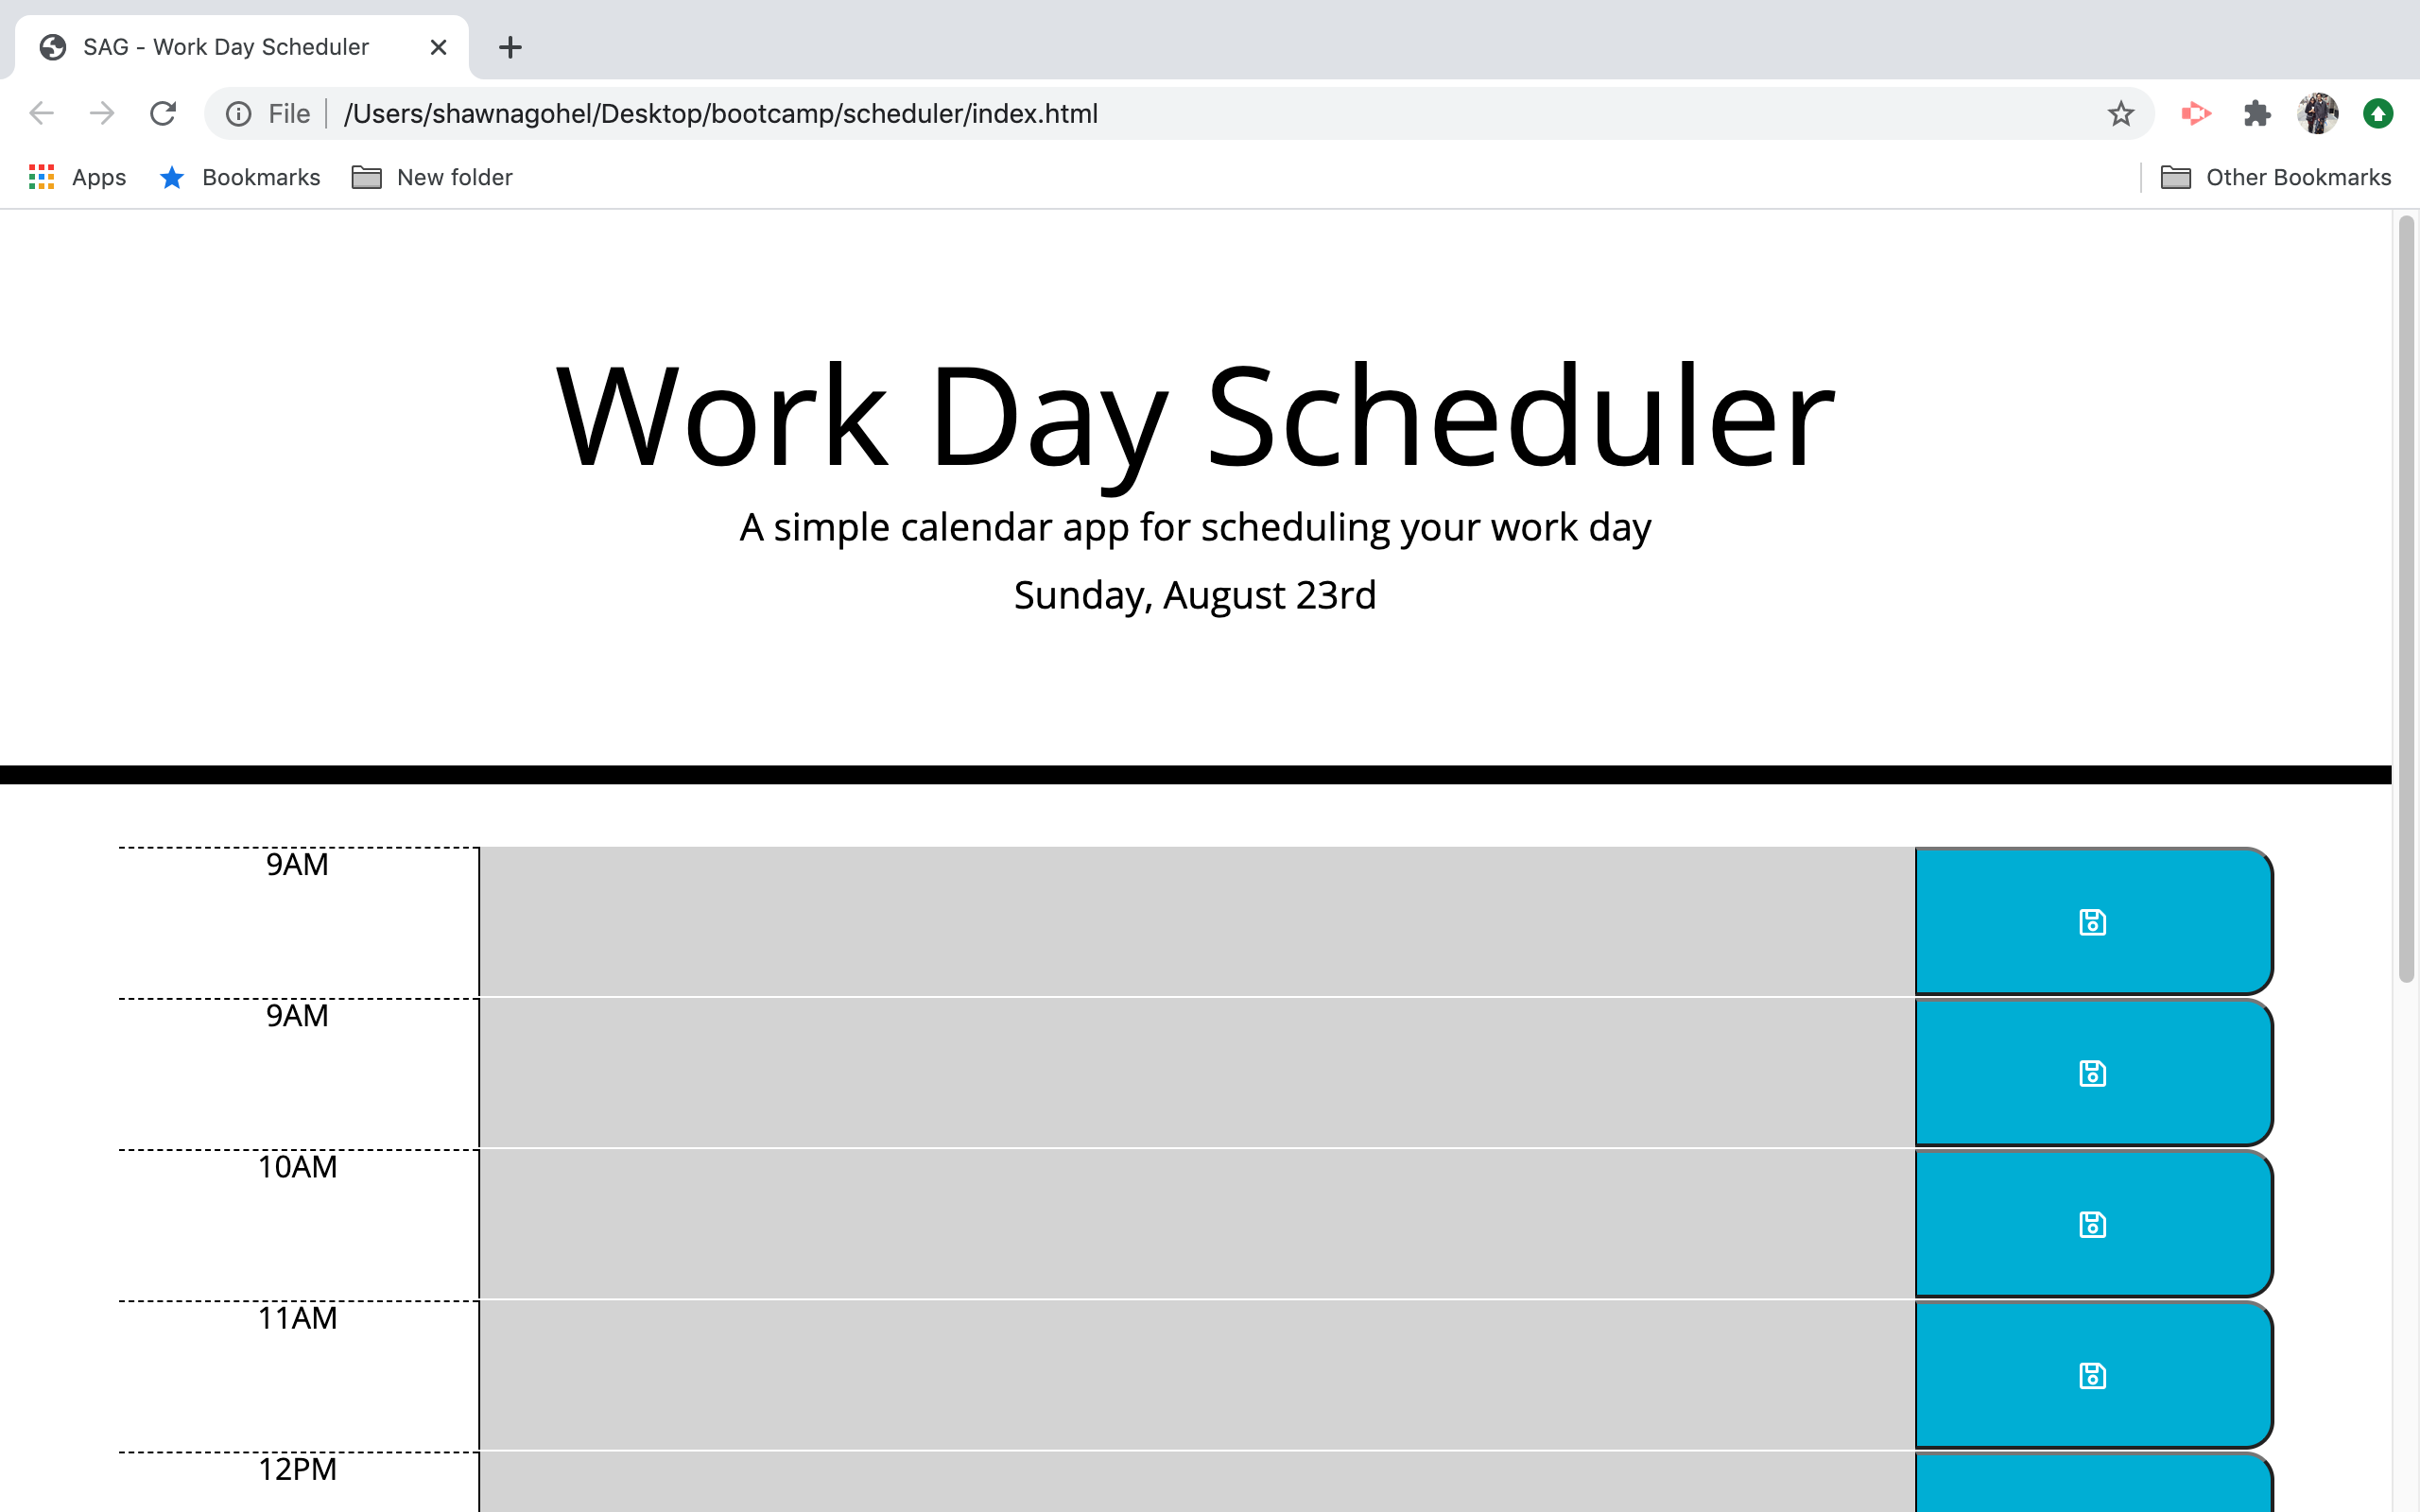 SAG - Work Day Scheduler
File /Users/shawnagohel/Desktop/bootcamp/scheduler/index.html
Apps Bookmarks New folder Other Bookmarks
Work Day Scheduler
A simple calendar app for scheduling your work day
Sunday, August 23rd
9AM
9AM
10AM
11AM
12PM